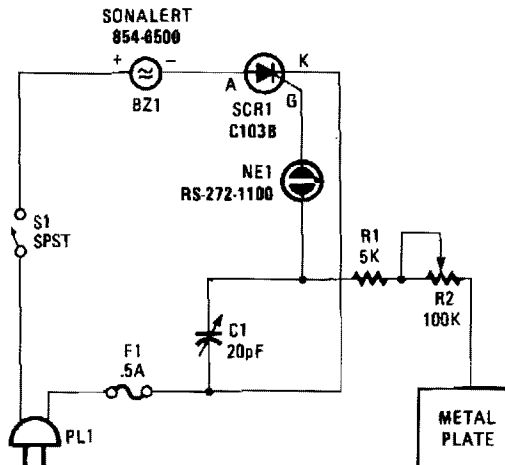 SONALERT
854-6500
+
−
BZ1
A
K
G
SCR1
C103B
NE1
RS-272-1100
S1
SPST
R1
5K
R2
100K
C1
20pF
F1
.5A
PL1
METAL
PLATE